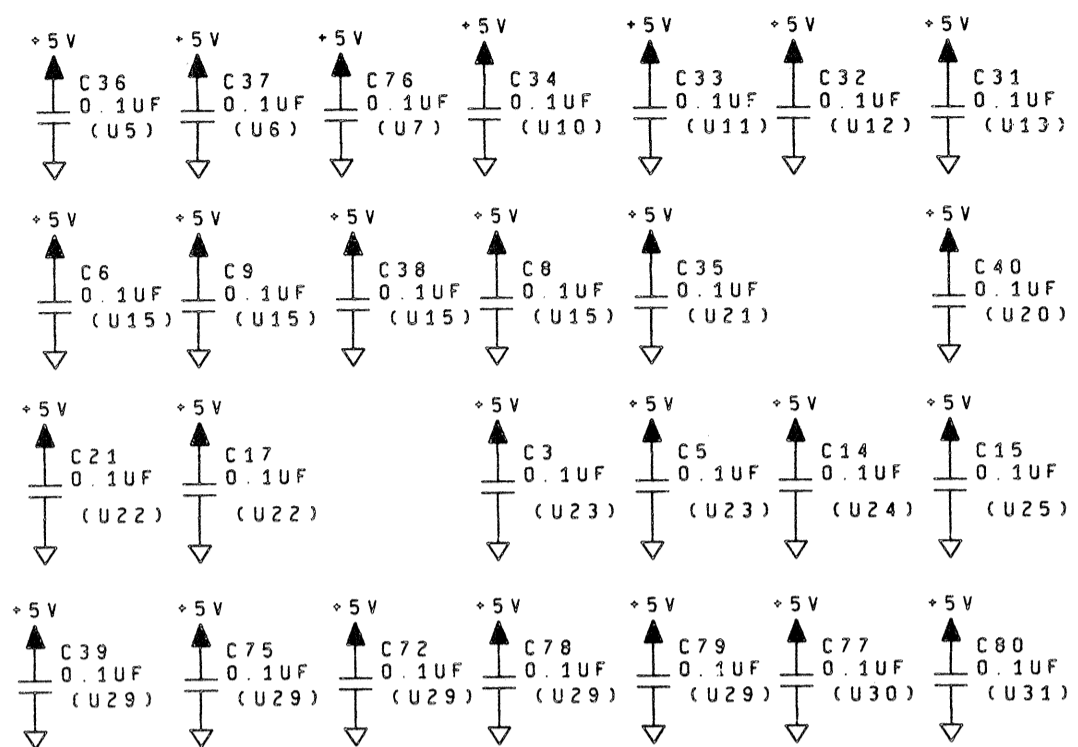 +5V +5V +5V +5V +5V +5V +5V
C36 C37 C76 C34 C33 C32 C31
0.1UF 0.1UF 0.1UF 0.1UF 0.1UF 0.1UF 0.1UF
(U5) (U6) (U7) (U10) (U11) (U12) (U13)
+5V +5V +5V +5V +5V +5V
C6 C9 C38 C8 C35 C40
0.1UF 0.1UF 0.1UF 0.1UF 0.1UF 0.1UF
(U15) (U15) (U15) (U15) (U21) (U20)
+5V +5V +5V +5V +5V +5V
C21 C17 C3 C5 C14 C15
0.1UF 0.1UF 0.1UF 0.1UF 0.1UF 0.1UF
(U22) (U22) (U23) (U23) (U24) (U25)
+5V +5V +5V +5V +5V +5V +5V
C39 C75 C72 C78 C79 C77 C80
0.1UF 0.1UF 0.1UF 0.1UF 0.1UF 0.1UF 0.1UF
(U29) (U29) (U29) (U29) (U29) (U30) (U31)